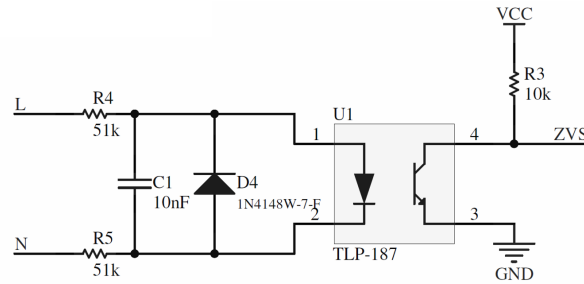 VCC
R3
10k
L
R4
51k
U1
1
4
ZVS
C1
10nF
D4
1N4148W-7-F
2
3
N
R5
51k
TLP-187
GND